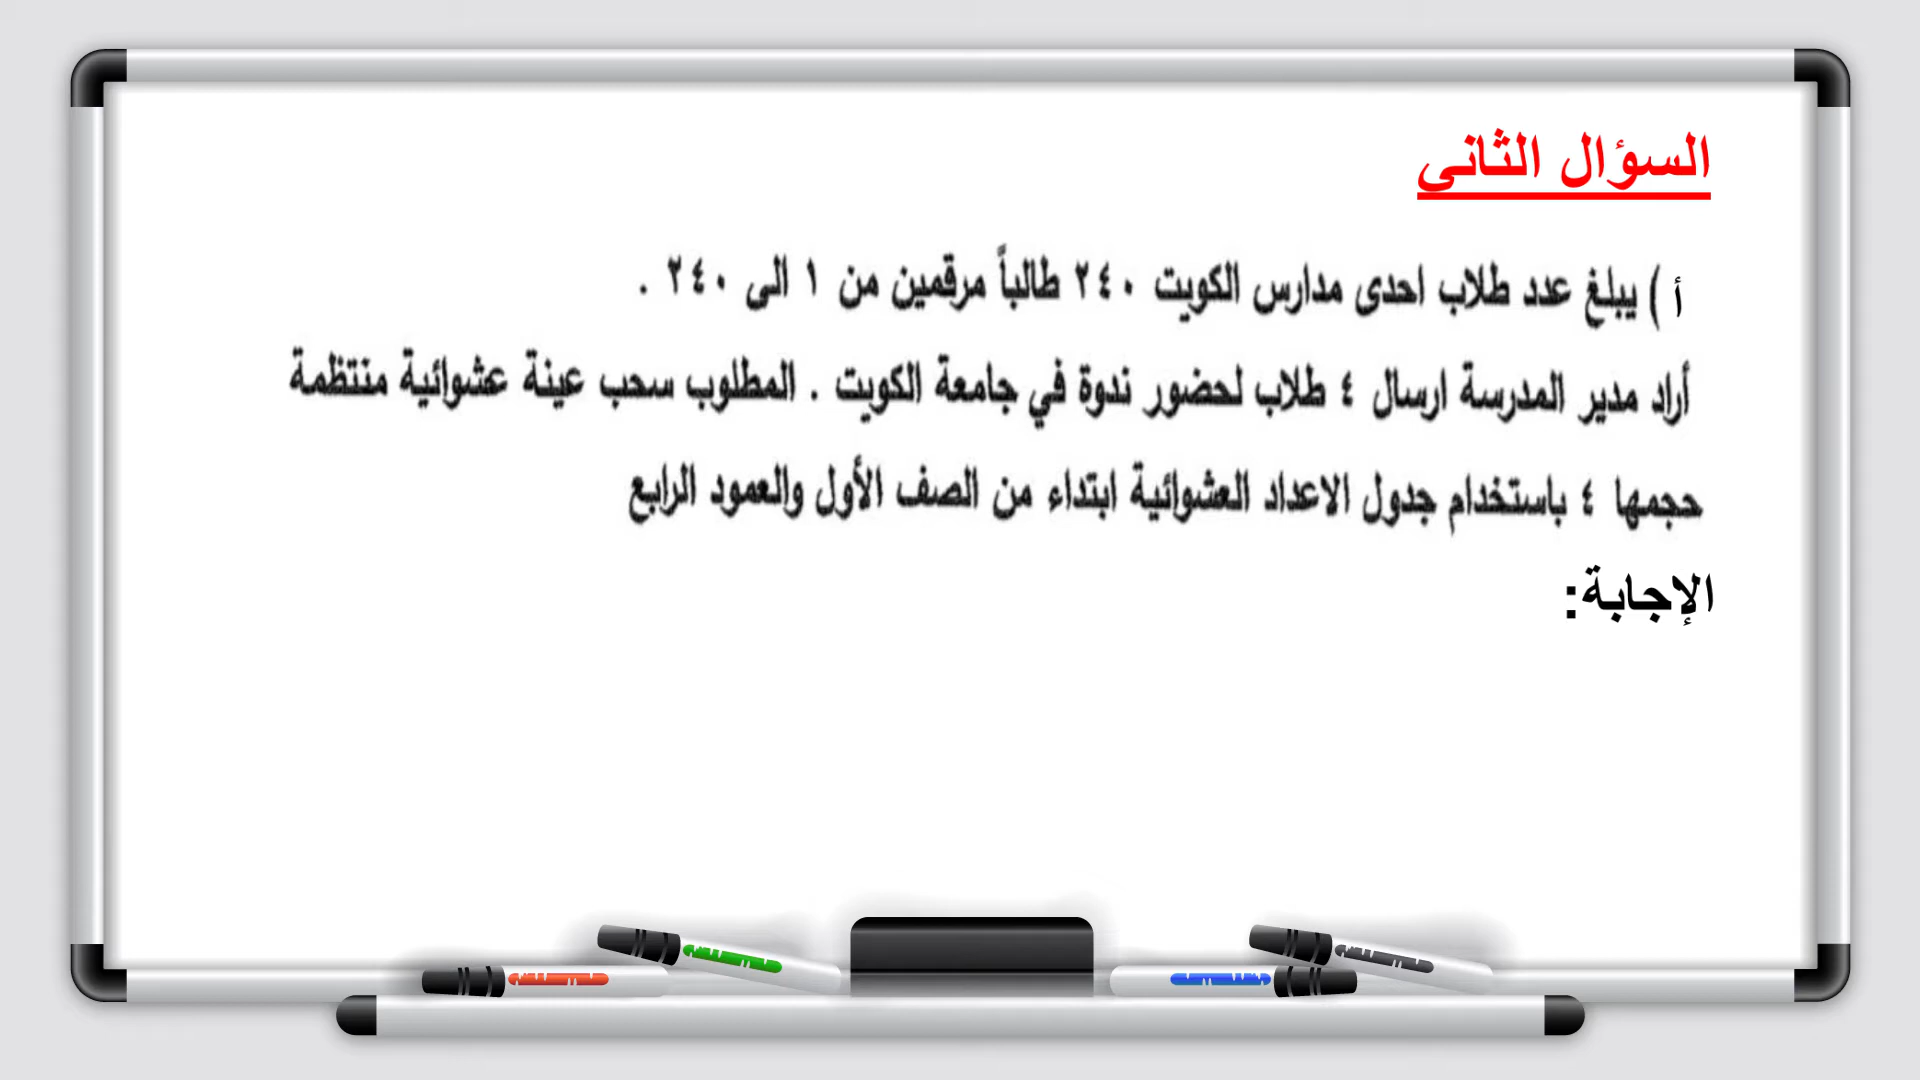 السؤال الثانى
أ ) يبلغ عدد طلاب احدى مدارس الكويت ٢٤٠ طالباً مرقمين من ١ الى ٢٤٠ .
أراد مدير المدرسة ارسال ٤ طلاب لحضور ندوة في جامعة الكويت . المطلوب سحب عينة عشوائية منتظمة
حجمها ٤ باستخدام جدول الاعداد العشوائية ابتداء من الصف الأول والعمود الرابع
الإجابة: